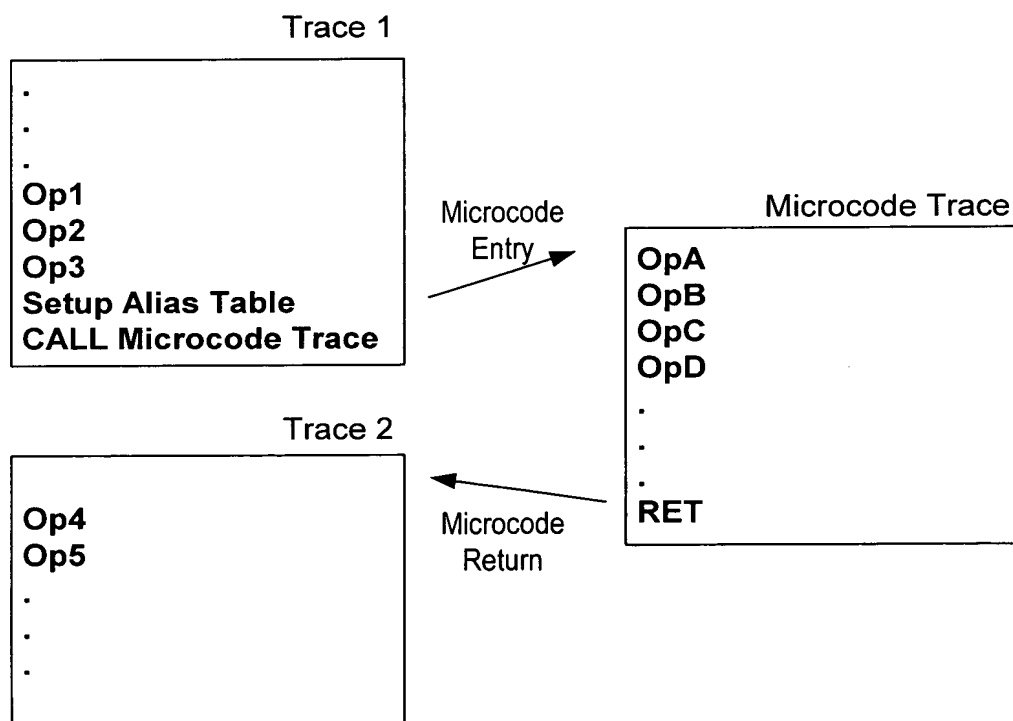 Trace 1
.
.
.
Op1
Op2
Op3
Setup Alias Table
CALL Microcode Trace
Microcode
Entry
Microcode Trace
OpA
OpB
OpC
OpD
.
.
.
RET
Microcode
Return
Trace 2
Op4
Op5
.
.
.